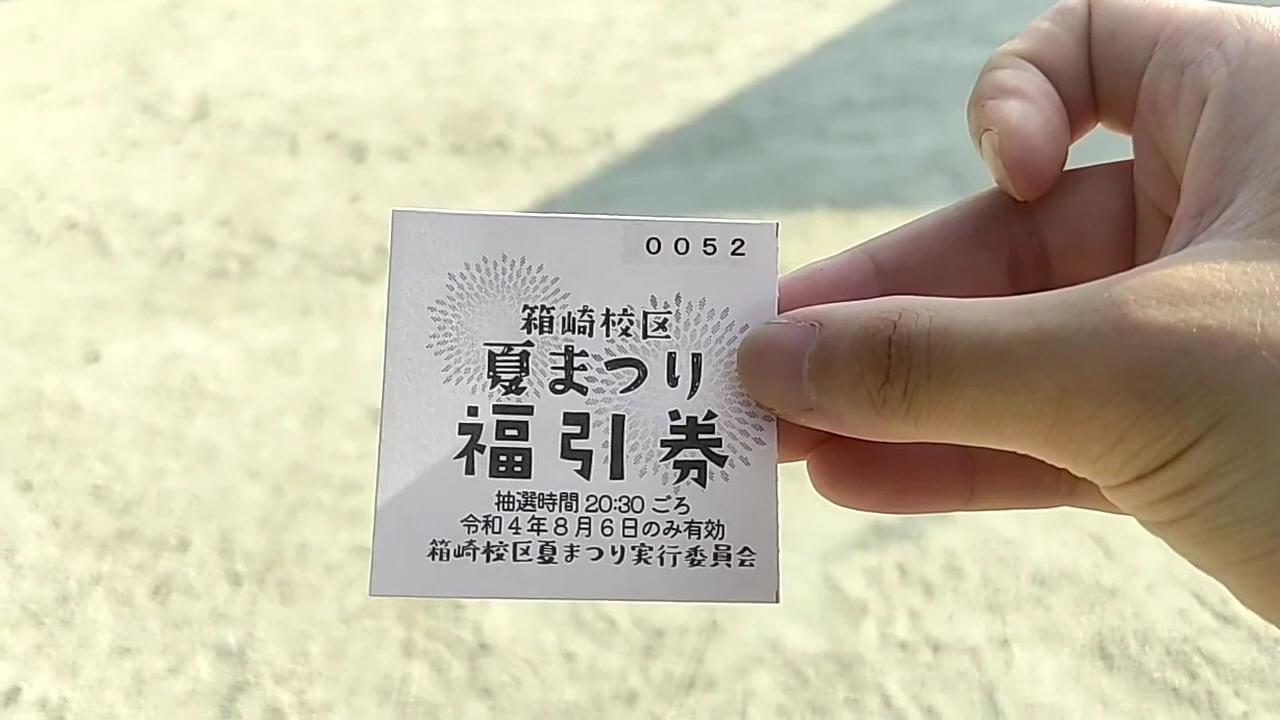 ００５２
箱崎校区
夏まつり
福引券
抽選時間 20:30 ごろ
令和４年８月６日のみ有効
箱崎校区夏まつり実行委員会